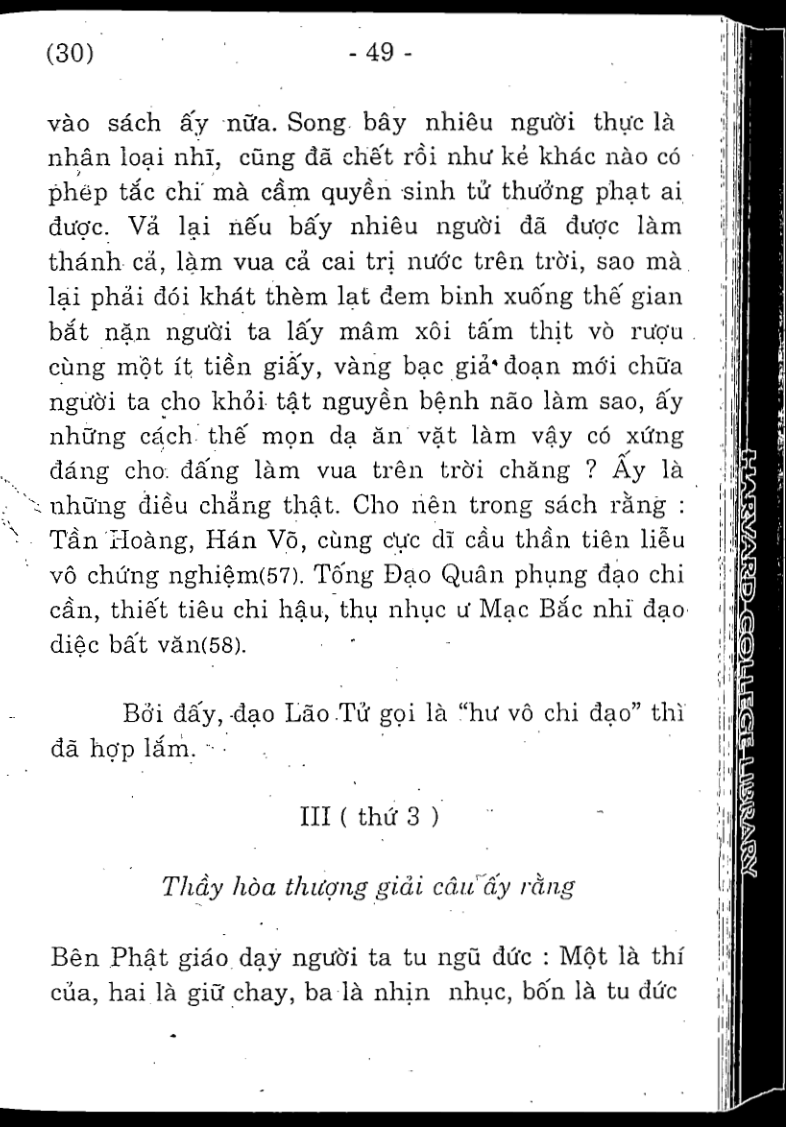 (30) - 49 -
vào sách ấy nữa. Song bây nhiêu người thực là
nhân loại nhĩ, cũng đã chết rồi như kẻ khác nào có
phép tắc chi mà cầm quyền sinh tử thưởng phạt ai
được. Vả lại nếu bấy nhiêu người đã được làm
thánh cả, làm vua cả cai trị nước trên trời, sao mà
lại phải đói khát thèm lạt đem binh xuống thế gian
bắt nặn người ta lấy mâm xôi tấm thịt vò rượu
cùng một ít tiền giấy, vàng bạc giả đoạn mới chữa
người ta cho khỏi tật nguyền bệnh não làm sao, ấy
những cách thế mọn dạ ăn vặt làm vậy có xứng
đáng cho đấng làm vua trên trời chăng ? Ấy là
những điều chẳng thật. Cho nên trong sách rằng :
Tần Hoàng, Hán Võ, cùng cực dĩ cầu thần tiên liễu
vô chứng nghiệm(57). Tống Đạo Quân phụng đạo chi
cần, thiết tiêu chi hậu, thụ nhục ư Mạc Bắc nhi đạo
diệc bất văn(58).
Bởi đấy, đạo Lão Tử gọi là "hư vô chi đạo" thì
đã hợp lắm.
III ( thứ 3 )
Thầy hòa thượng giải câu ấy rằng
Bên Phật giáo dạy người ta tu ngũ đức : Một là thí
của, hai là giữ chay, ba là nhịn nhục, bốn là tu đức
HARVARD COLLEGE LIBRARY